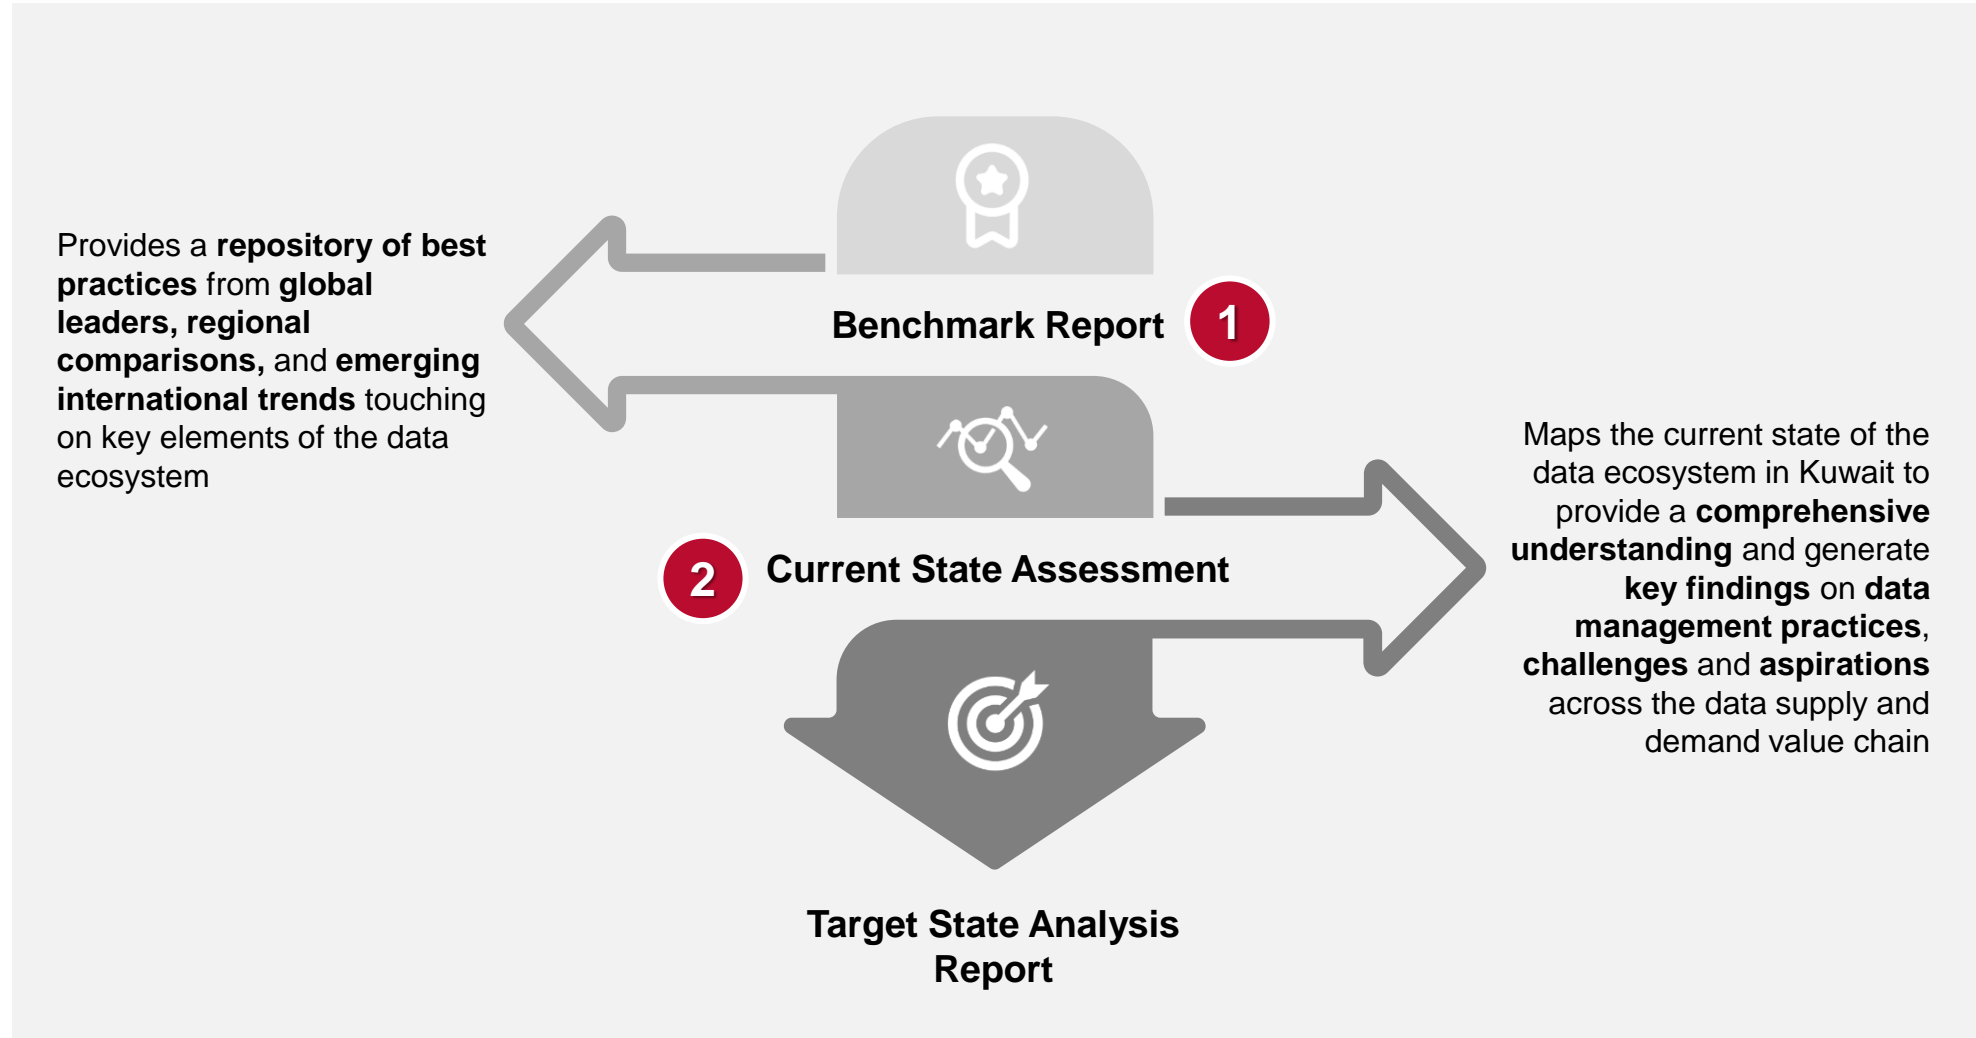 Provides a repository of best
practices from global
leaders, regional
comparisons, and emerging
international trends touching
on key elements of the data
ecosystem
Benchmark Report
1
2
Current State Assessment
Maps the current state of the
data ecosystem in Kuwait to
provide a comprehensive
understanding and generate
key findings on data
management practices,
challenges and aspirations
across the data supply and
demand value chain
Target State Analysis
Report